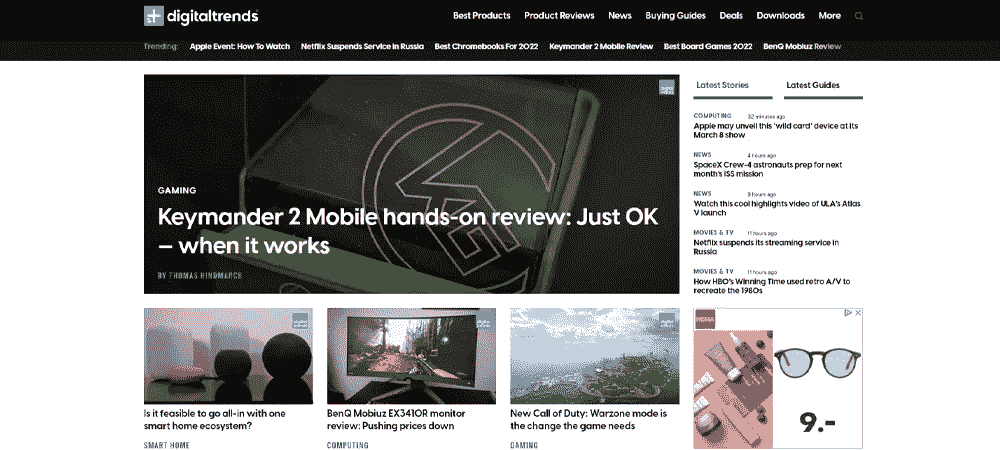 digitaltrends
Best Products Product Reviews News Buying Guides Deals Downloads More
Trending: Apple Event: How To Watch Netflix Suspends Service In Russia Best Chromebooks For 2022 Keymander 2 Mobile Review Best Board Games 2022 BenQ Mobiuz Review
GAMING
Keymander 2 Mobile hands-on review: Just OK
– when it works
BY THOMAS HINDMARCH
Latest Stories Latest Guides
COMPUTING 32 minutes ago
Apple may unveil this 'wild card' device at its
March 8 show
NEWS 4 hours ago
SpaceX Crew-4 astronauts prep for next
month's ISS mission
NEWS 9 hours ago
Watch this cool highlights video of ULA's Atlas
V launch
MOVIES & TV 11 hours ago
Netflix suspends its streaming service in
Russia
MOVIES & TV 11 hours ago
How HBO's Winning Time used retro A/V to
recreate the 1980s
Is it feasible to go all-in with one
smart home ecosystem?
SMART HOME
BenQ Mobiuz EX3410R monitor
review: Pushing prices down
COMPUTING
New Call of Duty: Warzone mode is
the change the game needs
GAMING
9.-